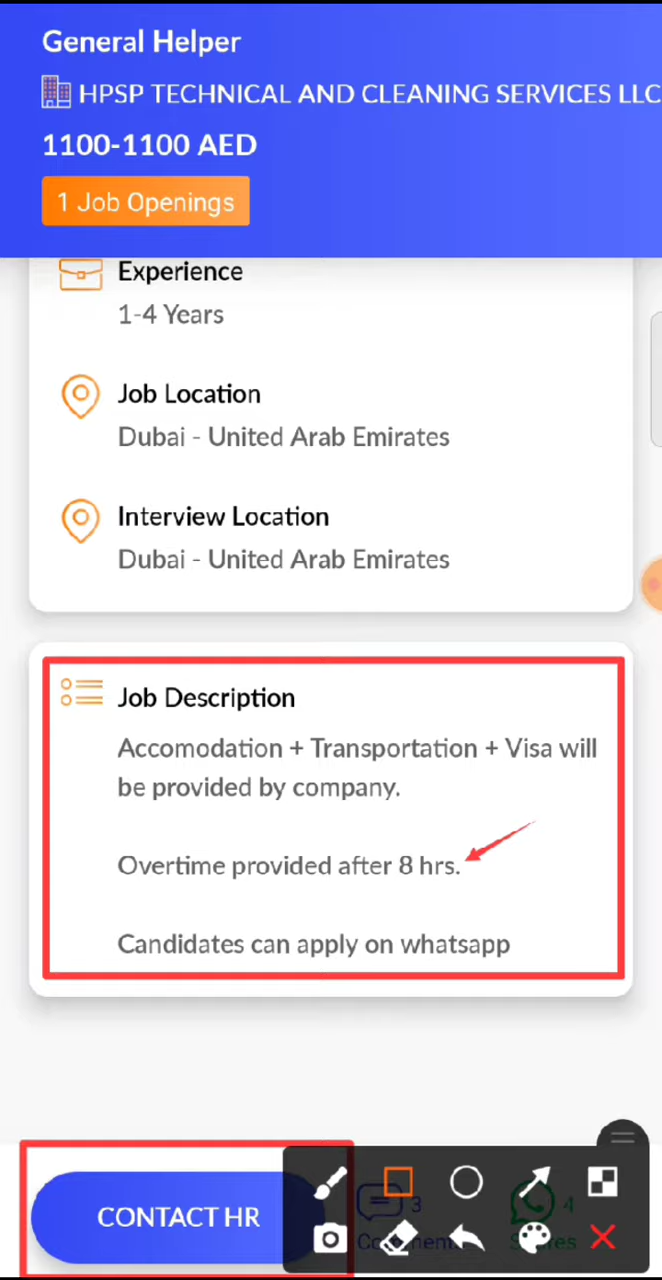 General Helper
HPSP TECHNICAL AND CLEANING SERVICES LLC
1100-1100 AED
1 Job Openings
Experience
1-4 Years
Job Location
Dubai - United Arab Emirates
Interview Location
Dubai - United Arab Emirates
Job Description
Accomodation + Transportation + Visa will
be provided by company.
Overtime provided after 8 hrs.
Candidates can apply on whatsapp
CONTACT HR
3
4